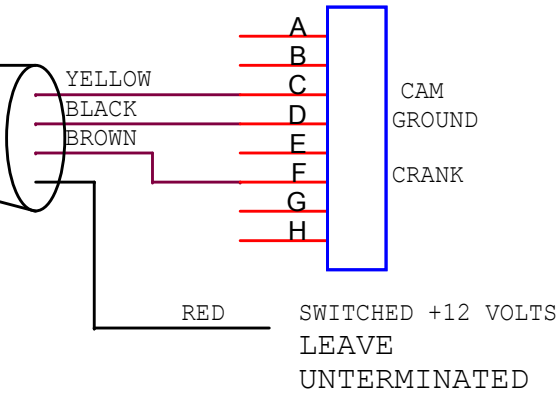 A
B
YELLOW C CAM
BLACK D GROUND
BROWN E
F CRANK
G
H
RED SWITCHED +12 VOLTS
LEAVE
UNTERMINATED